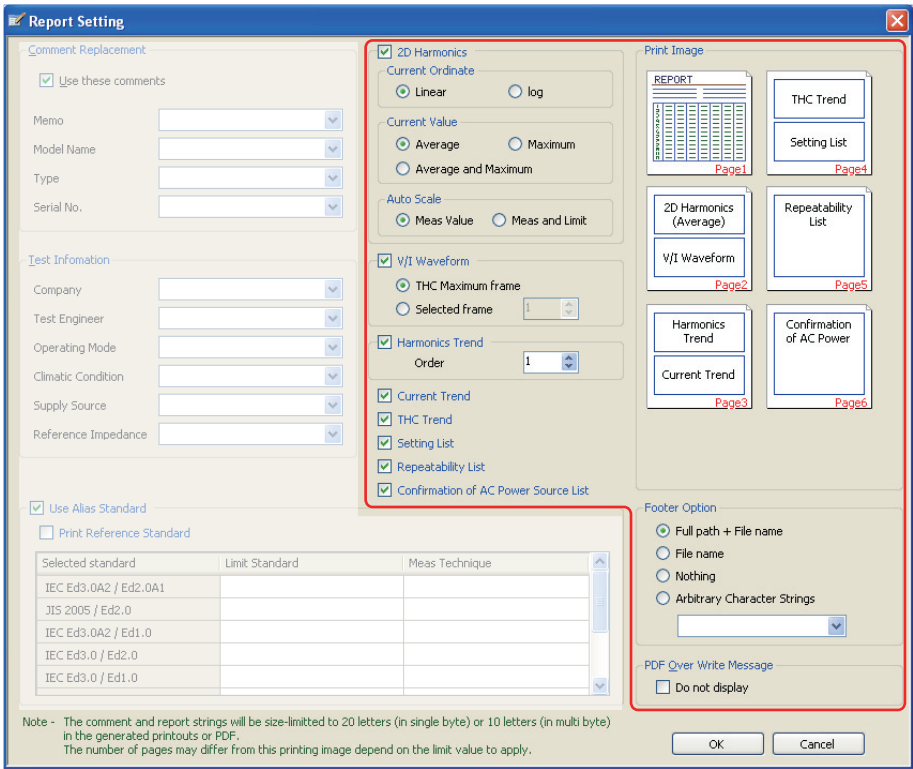 Report Setting
Comment Replacement
Use these comments
Memo
Model Name
Type
Serial No.
Test Infomation
Company
Test Engineer
Operating Mode
Climatic Condition
Supply Source
Reference Impedance
2D Harmonics
Current Ordinate
Linear
log
Current Value
Average
Maximum
Average and Maximum
Auto Scale
Meas Value
Meas and Limit
V/I Waveform
THC Maximum frame
Selected frame
1
Harmonics Trend
Order
1
Current Trend
THC Trend
Setting List
Repeatability List
Confirmation of AC Power Source List
Print Image
REPORT
Page1
THC Trend
Setting List
Page4
2D Harmonics
(Average)
V/I Waveform
Page2
Repeatability
List
Page5
Harmonics
Trend
Current Trend
Page3
Confirmation
of AC Power
Page6
Use Alias Standard
Print Reference Standard
Selected standard
Limit Standard
Meas Technique
IEC Ed3.0A2 / Ed2.0A1
JIS 2005 / Ed2.0
IEC Ed3.0A2 / Ed1.0
IEC Ed3.0 / Ed2.0
IEC Ed3.0 / Ed1.0
Footer Option
Full path + File name
File name
Nothing
Arbitrary Character Strings
PDF Over Write Message
Do not display
Note - The comment and report strings will be size-limitted to 20 letters (in single byte) or 10 letters (in multi byte)
in the generated printouts or PDF.
The number of pages may differ from this printing image depend on the limit value to apply.
OK
Cancel